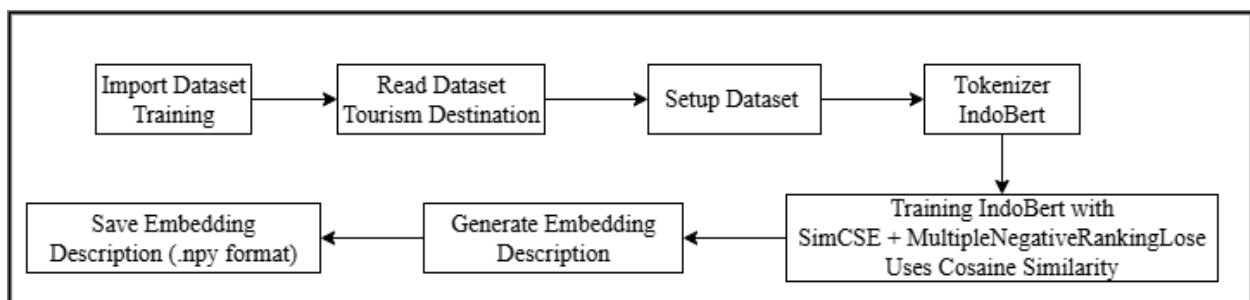 Import Dataset
Training
Read Dataset
Tourism Destination
Setup Dataset
Tokenizer
IndoBert
Training IndoBert with
SimCSE + MultipleNegativeRankingLose
Uses Cosaine Similarity
Generate Embedding
Description
Save Embedding
Description (.npy format)